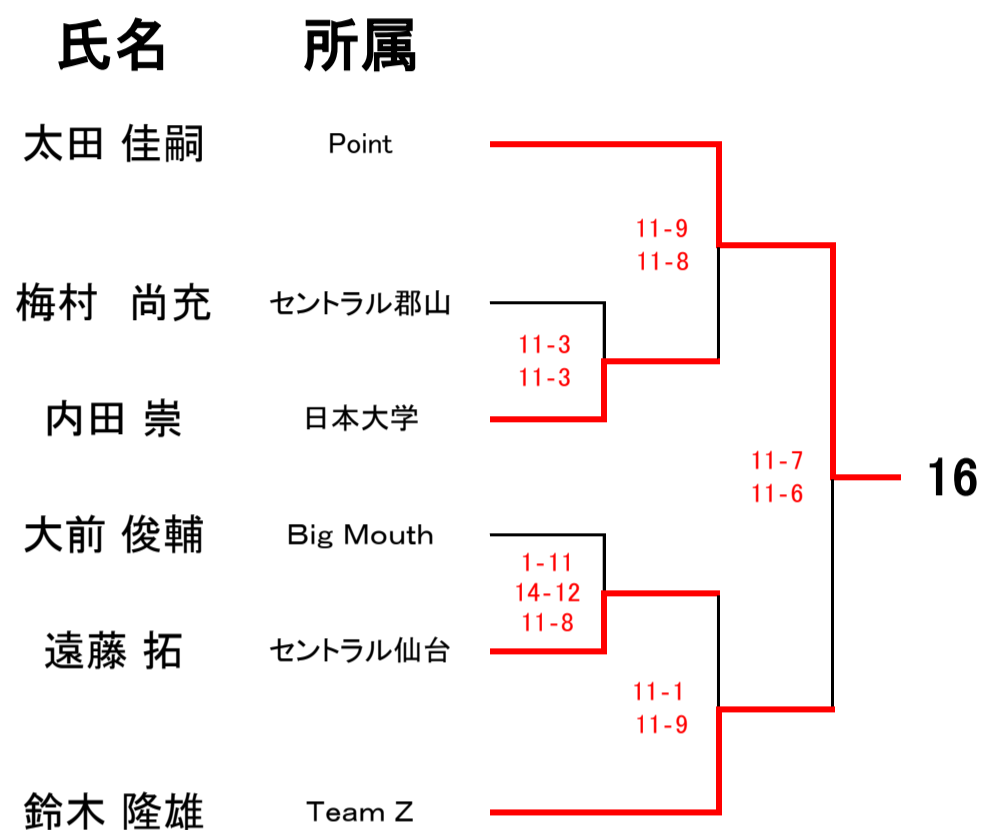 氏名 所属
太田 佳嗣 Point
11-9
11-8
梅村　尚充 セントラル郡山
11-3
11-3
内田 崇 日本大学
11-7
11-6
16
大前 俊輔 Big Mouth
1-11
14-12
11-8
遠藤 拓 セントラル仙台
11-1
11-9
鈴木 隆雄 Team Z